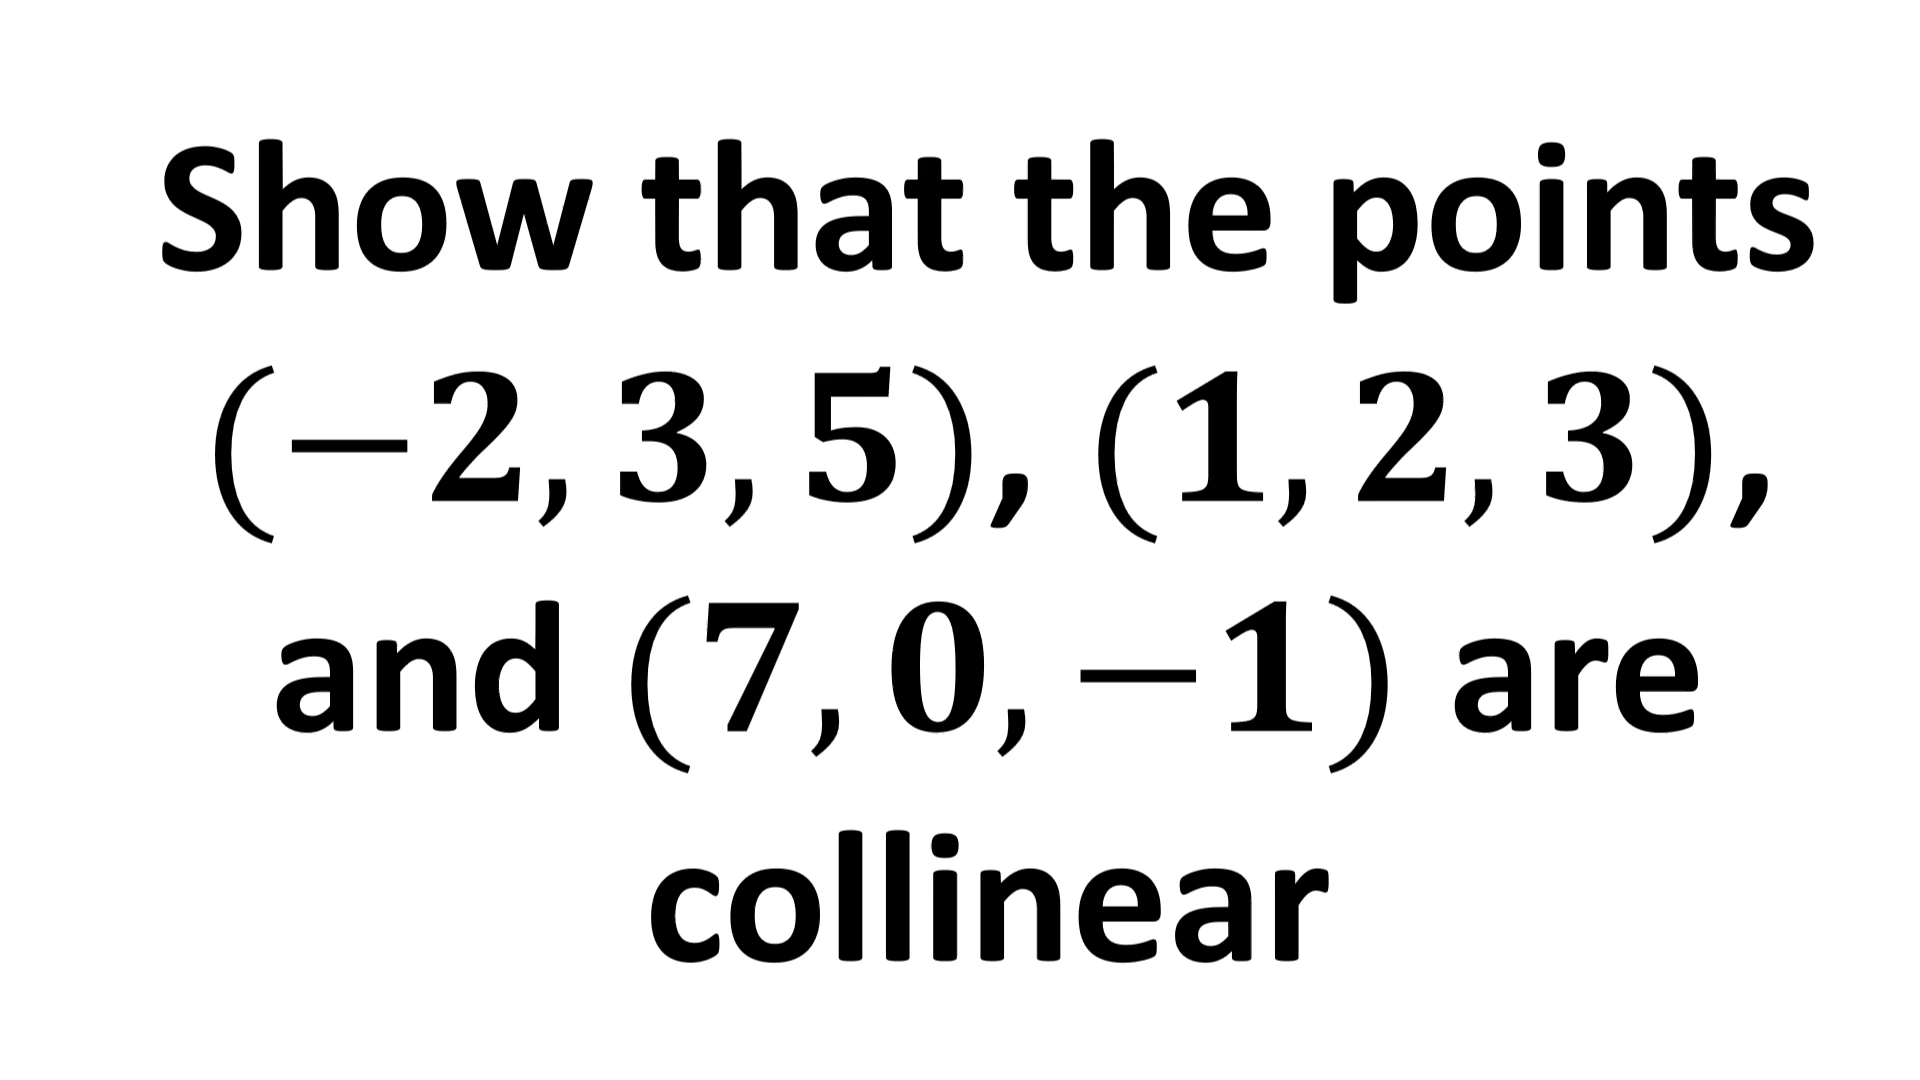 Show that the points
(−2, 3, 5), (1, 2, 3),
and (7, 0, −1) are
collinear